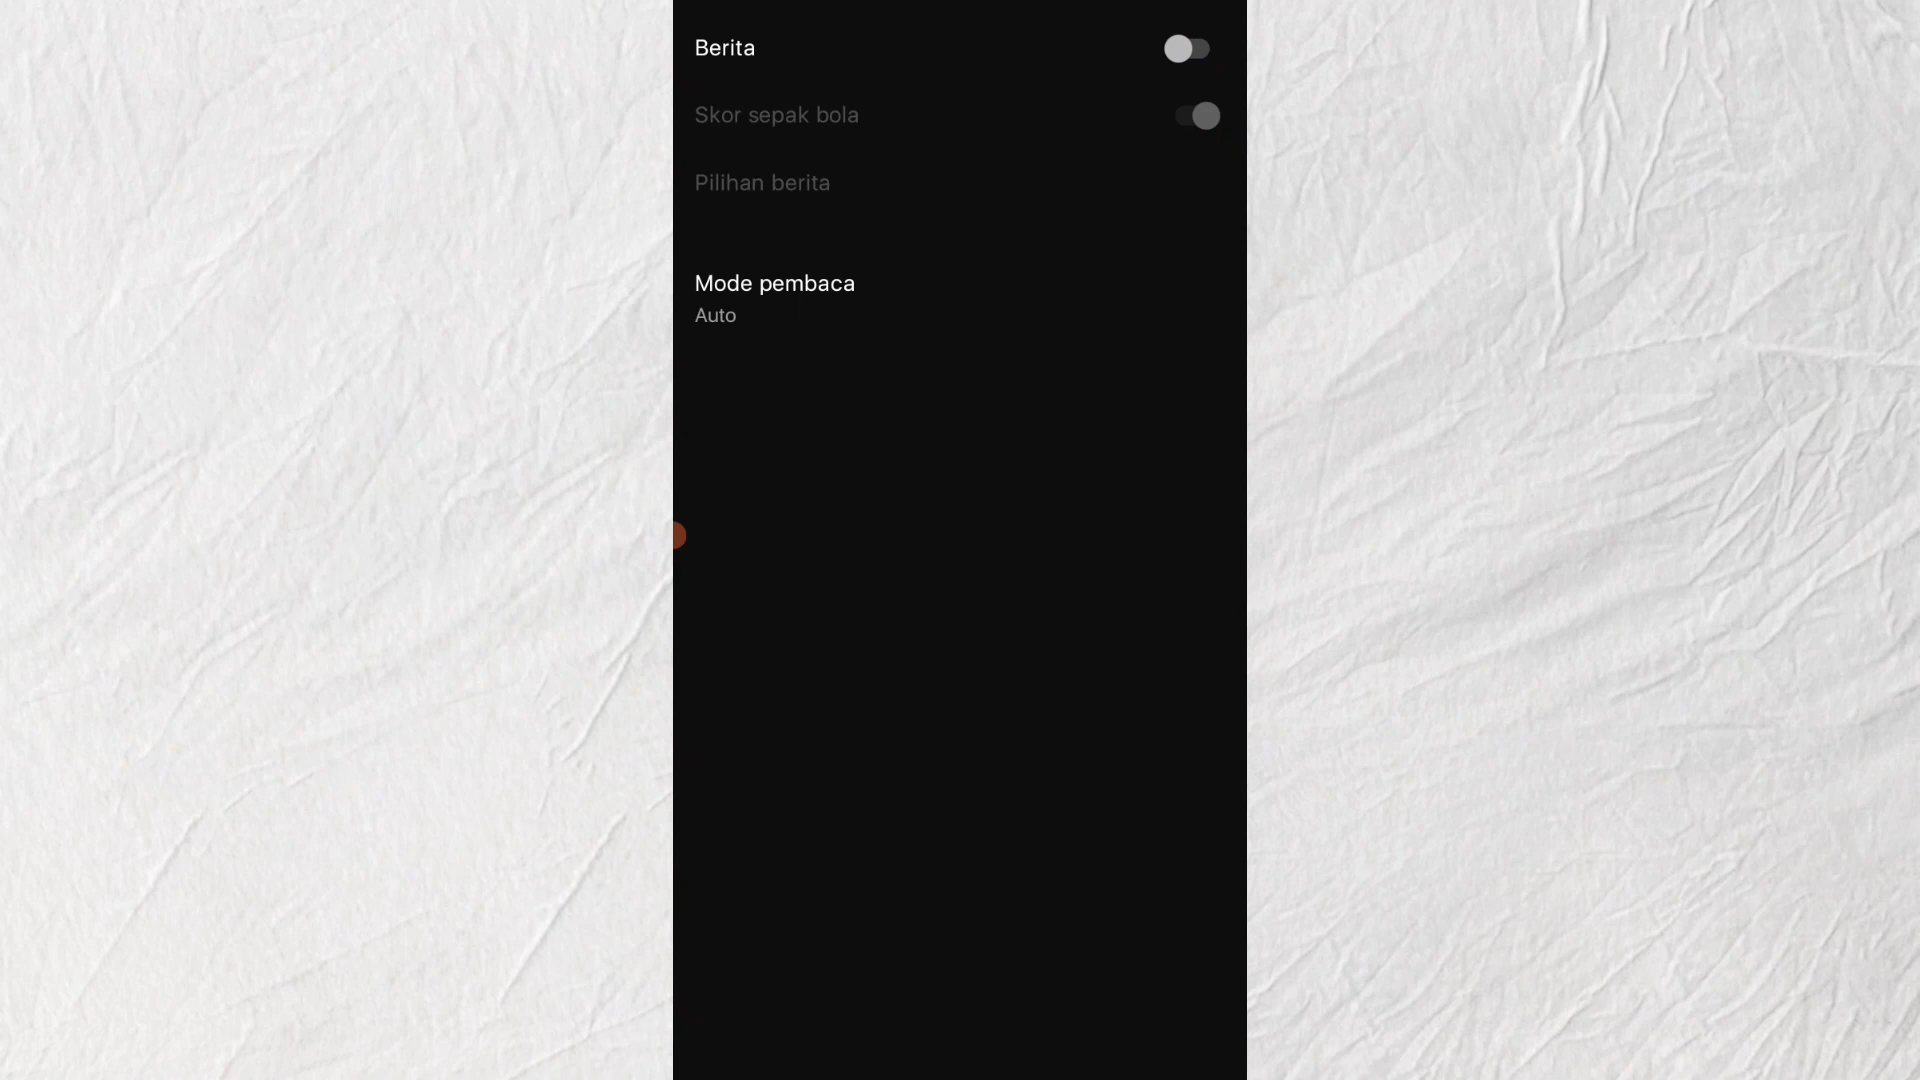 Berita
Skor sepak bola
Pilihan berita
Mode pembaca
Auto